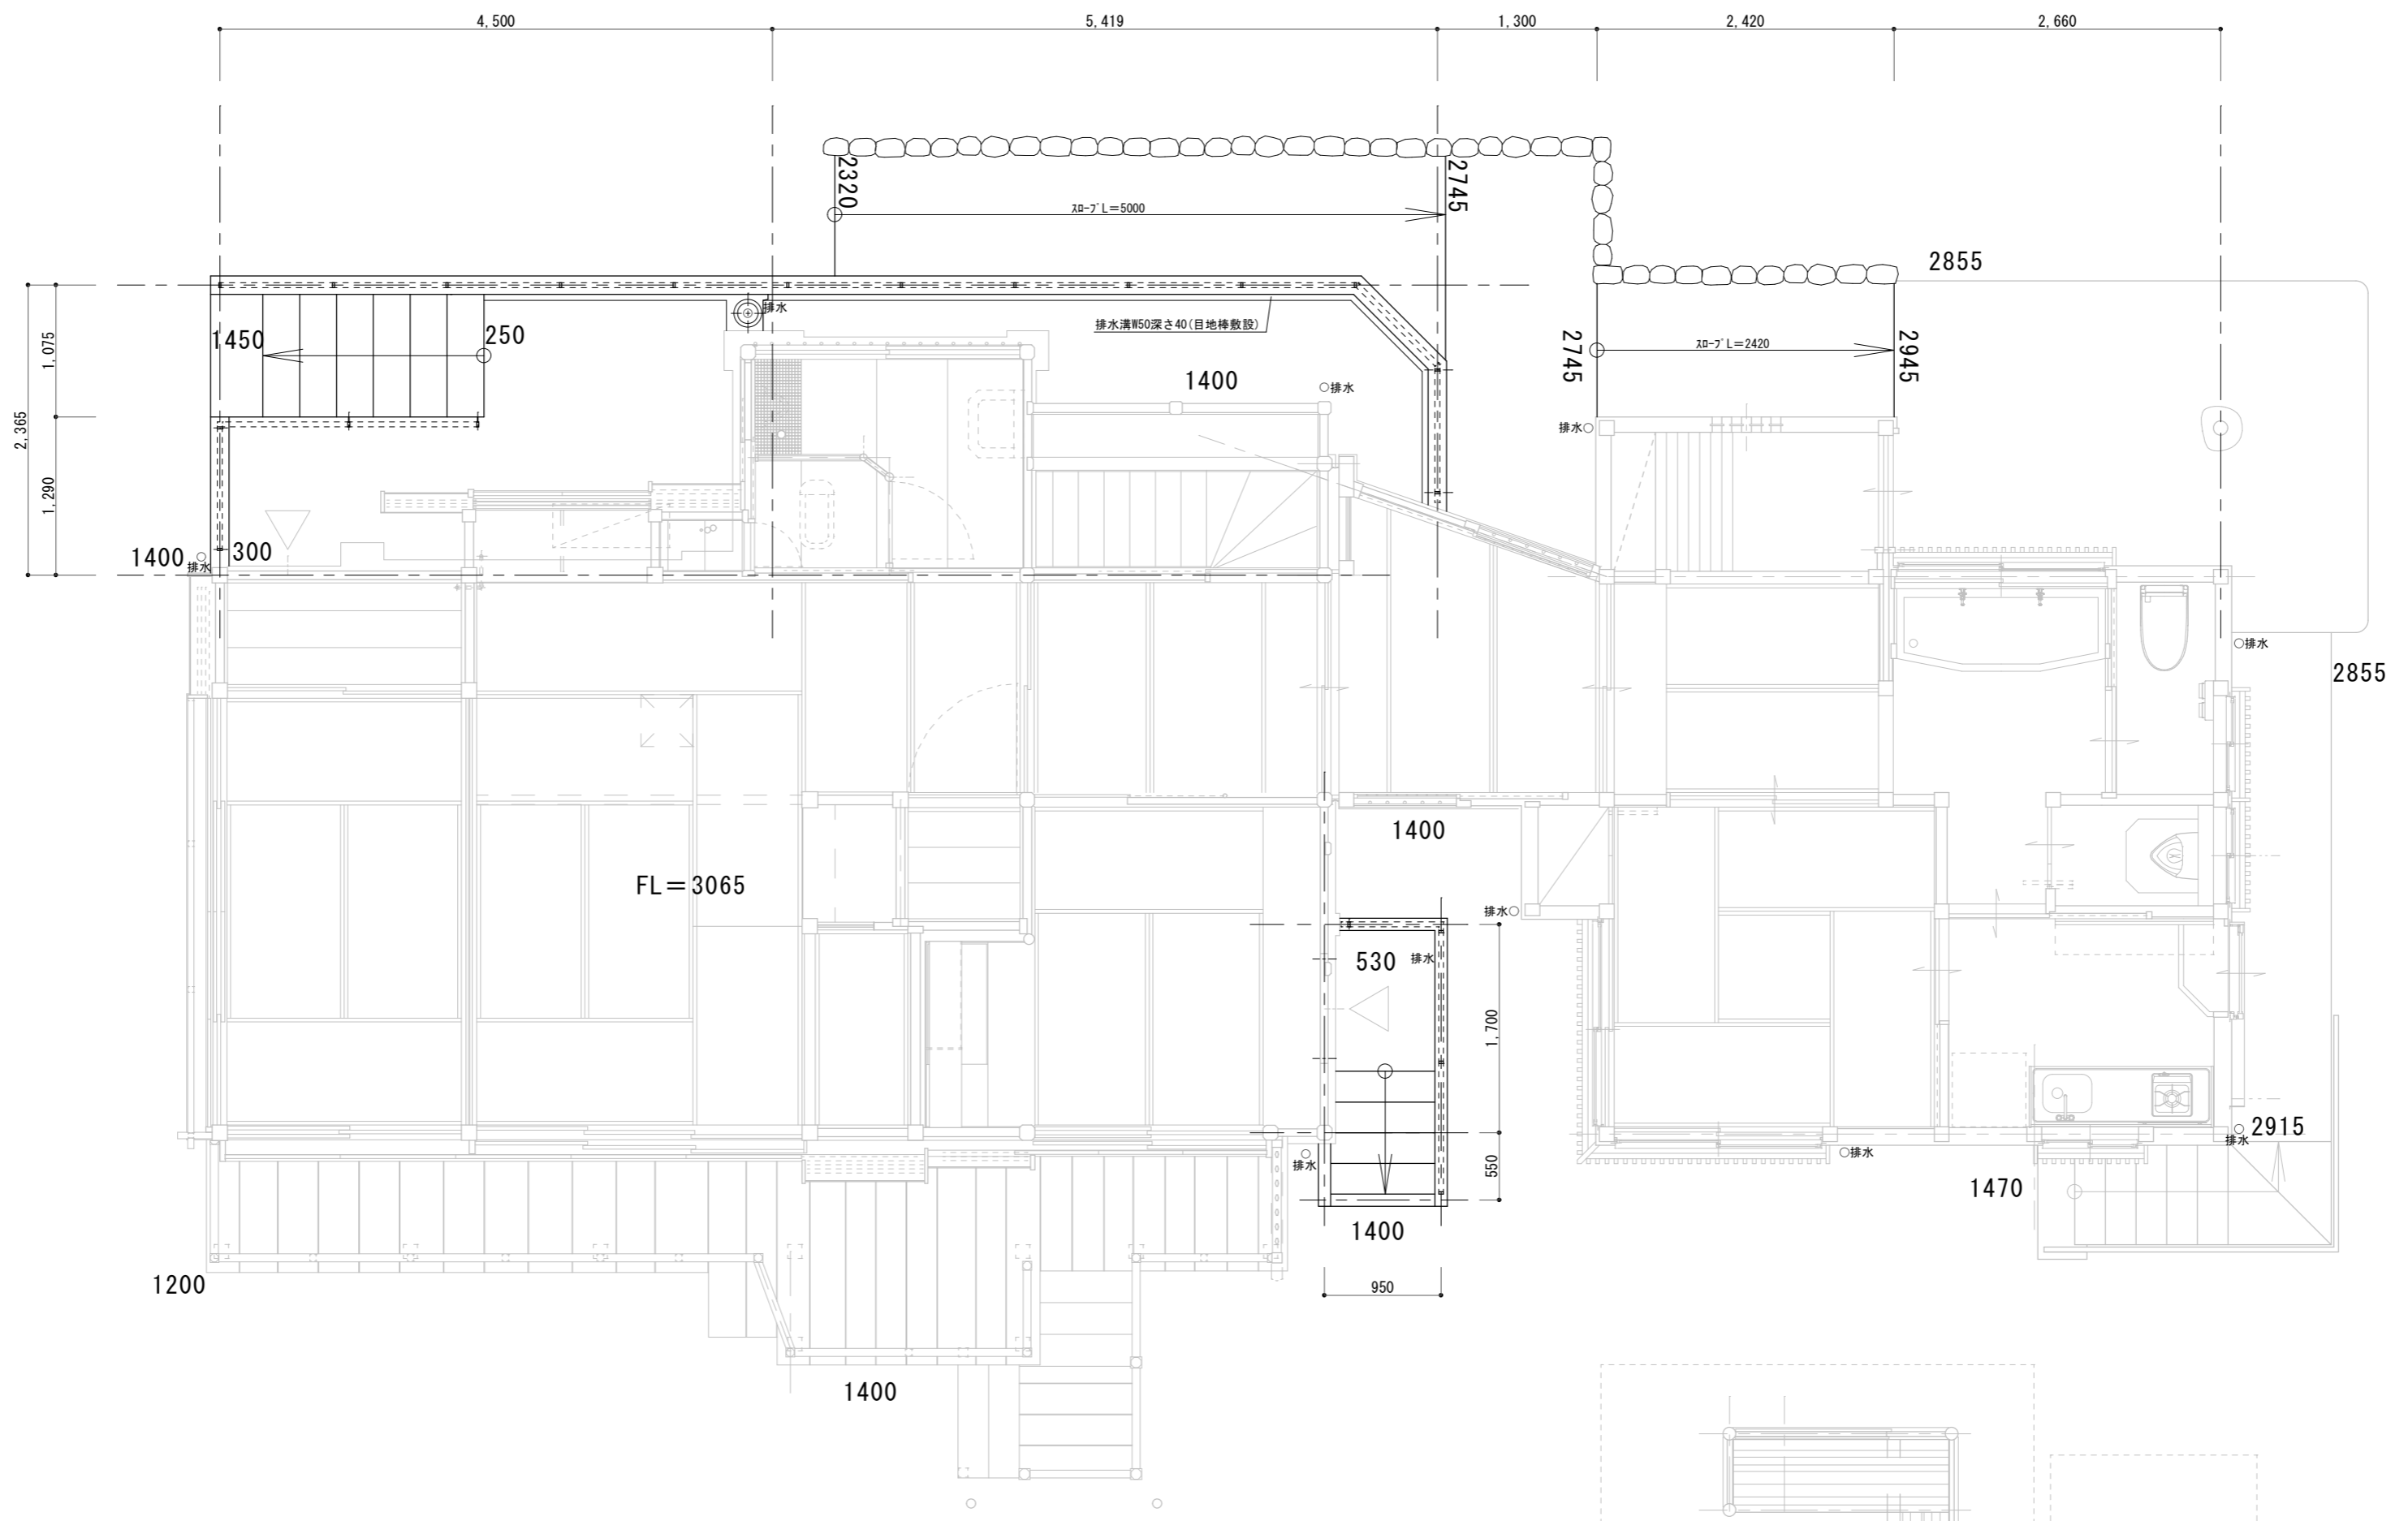 4,500
5,419
1,300
2,420
2,660
2320
2745
ｽﾛｰﾌﾟL＝5000
2855
排水
排水溝W50深さ40(目地棒敷設)
1450
250
1,075
2745
2945
ｽﾛｰﾌﾟL＝2420
1400
排水
排水
2,365
1,290
1400
排水
300
排水
2855
1400
FL＝3065
排水
530
排水
1,700
550
排水
排水
2915
排水
1470
1400
1200
950
1400